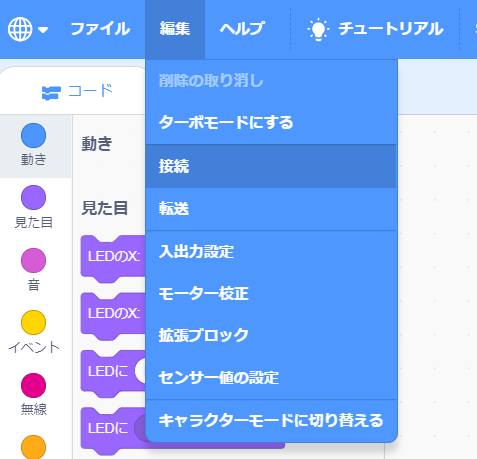 ファイル 編集 ヘルプ チュートリアル
削除の取り消し
コード
ターボモードにする
動き
動き
接続
見た目
転送
見た目
LEDのX:
入出力設定
音
モーター校正
LEDのX:
イベント
拡張ブロック
LEDに
センサー値の設定
無線
LEDに
キャラクターモードに切り替える